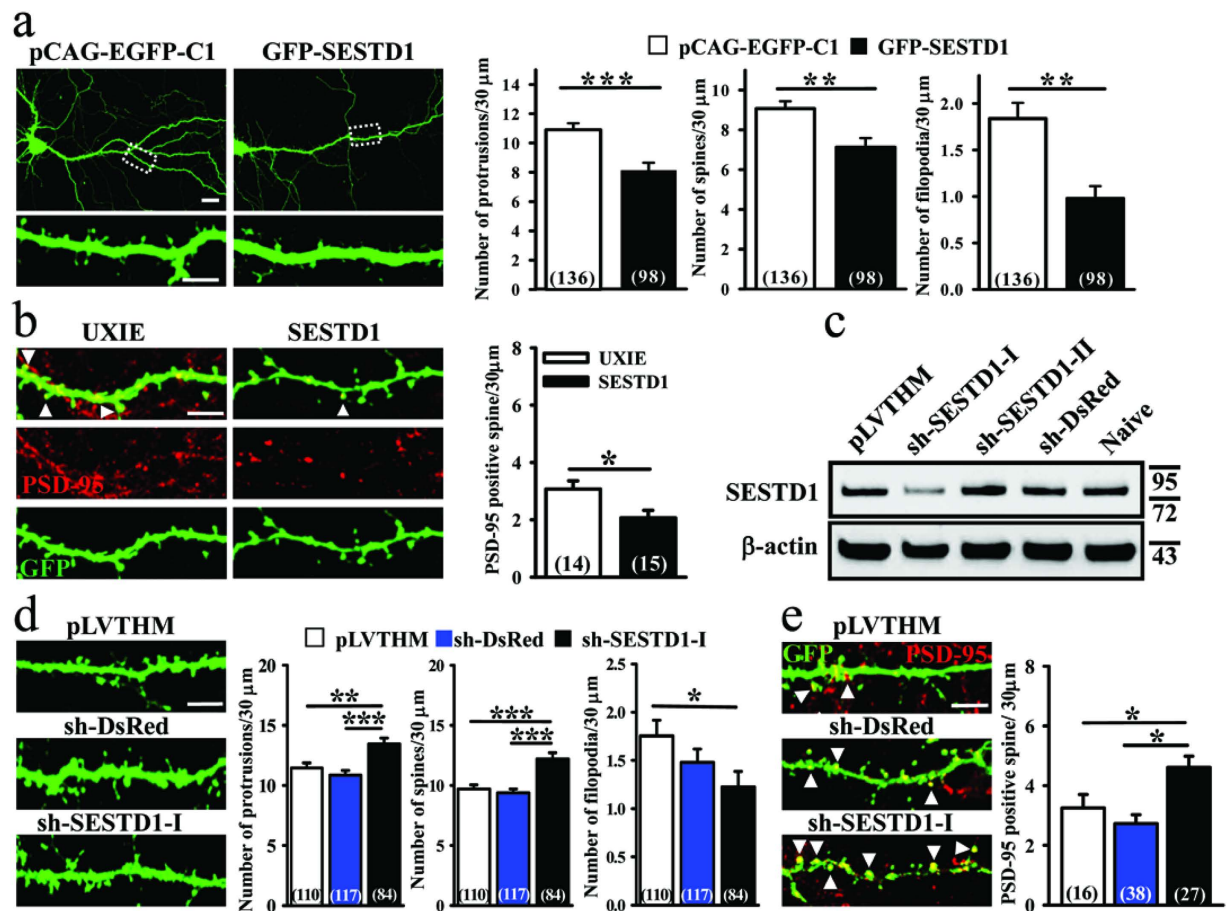 a
pCAG-EGFP-C1 GFP-SESTD1
pCAG-EGFP-C1 GFP-SESTD1
Number of protrusions/30 µm
14
12
10
8
6
4
2
0
(136) (98)
***
Number of spines/30 µm
10
8
6
4
2
0
(136) (98)
**
Number of filopodia/30 µm
2.0
1.5
1.0
0.5
0.0
(136) (98)
**
b
UXIE SESTD1
PSD-95
GFP
PSD-95 positive spine/30µm
8
6
4
2
0
UXIE
SESTD1
*
(14) (15)
c
pLVTHM
sh-SESTD1-I
sh-SESTD1-II
sh-DsRed
Naive
SESTD1
β-actin
95
72
43
d
pLVTHM
sh-DsRed
sh-SESTD1-I
pLVTHM sh-DsRed sh-SESTD1-I
Number of protrusions/30 µm
20
15
10
5
0
**
***
(110) (117) (84)
Number of spines/30 µm
20
15
10
5
0
***
***
(110) (117) (84)
Number of filopodia/30 µm
2.5
2.0
1.5
1.0
0.5
0.0
*
(110) (117) (84)
e
pLVTHM
GFP PSD-95
sh-DsRed
sh-SESTD1-I
PSD-95 positive spine/ 30µm
8
6
4
2
0
*
*
(16) (38) (27)